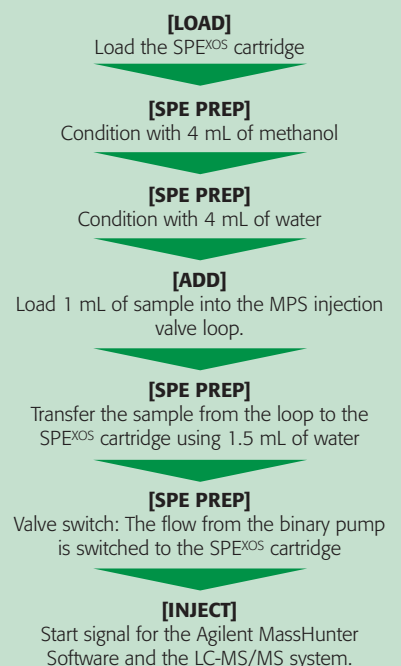 [LOAD]
Load the SPEXOS cartridge
[SPE PREP]
Condition with 4 mL of methanol
[SPE PREP]
Condition with 4 mL of water
[ADD]
Load 1 mL of sample into the MPS injection
valve loop.
[SPE PREP]
Transfer the sample from the loop to the
SPEXOS cartridge using 1.5 mL of water
[SPE PREP]
Valve switch: The flow from the binary pump
is switched to the SPEXOS cartridge
[INJECT]
Start signal for the Agilent MassHunter
Software and the LC-MS/MS system.